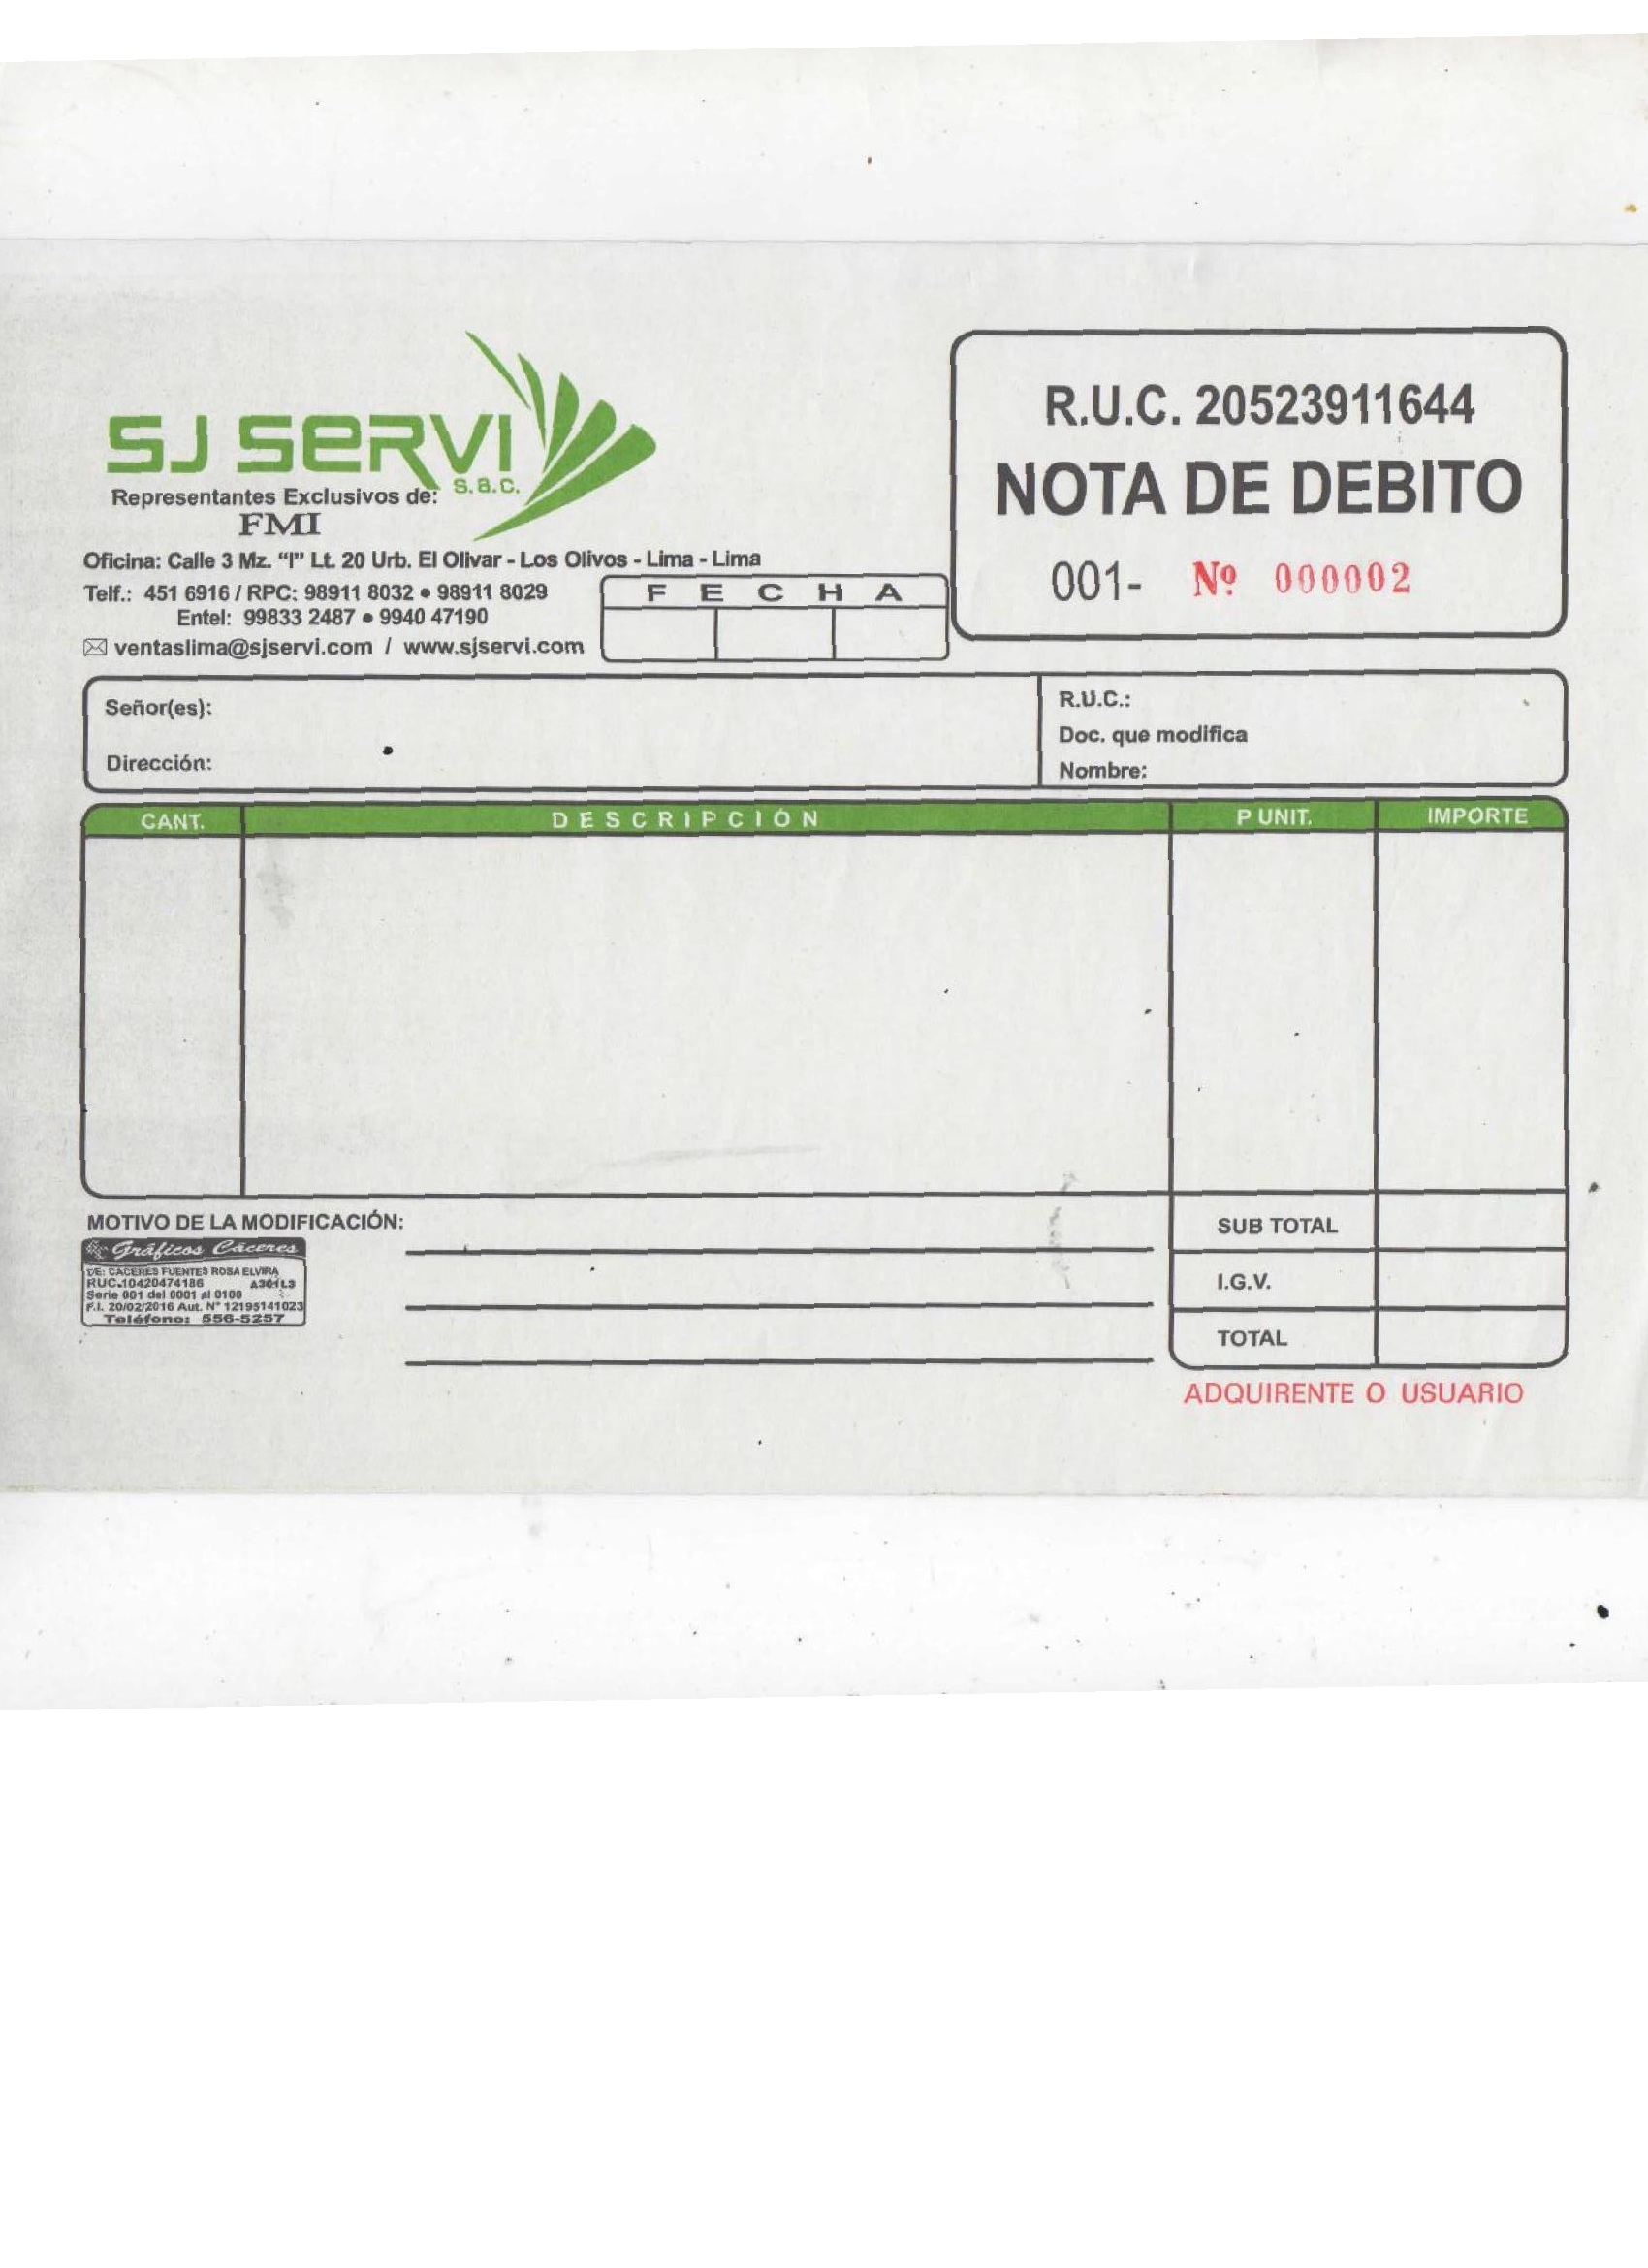 SJ SERVI
S.A.C.
Representantes Exclusivos de:
FMI
Oficina: Calle 3 Mz. “I” Lt. 20 Urb. El Olivar - Los Olivos - Lima - Lima
Telf.: 451 6916 / RPC: 98911 8032 ● 98911 8029
Entel: 99833 2487 ● 9940 47190
✉ ventaslima@sjservi.com / www.sjservi.com
FECHA
R.U.C. 20523911644
NOTA DE DEBITO
001- Nº 000002
Señor(es):
Dirección:
R.U.C.:
Doc. que modifica
Nombre:
CANT. DESCRIPCIÓN P UNIT. IMPORTE
MOTIVO DE LA MODIFICACIÓN:
Gráficos Cáceres
DE: CACERES FUENTES ROSA ELVIRA
RUC.10420474186 A301L3
Serie 001 del 0001 al 0100
F.I. 20/02/2016 Aut. N° 12195141023
Teléfono: 556-5257
SUB TOTAL
I.G.V.
TOTAL
ADQUIRENTE O USUARIO